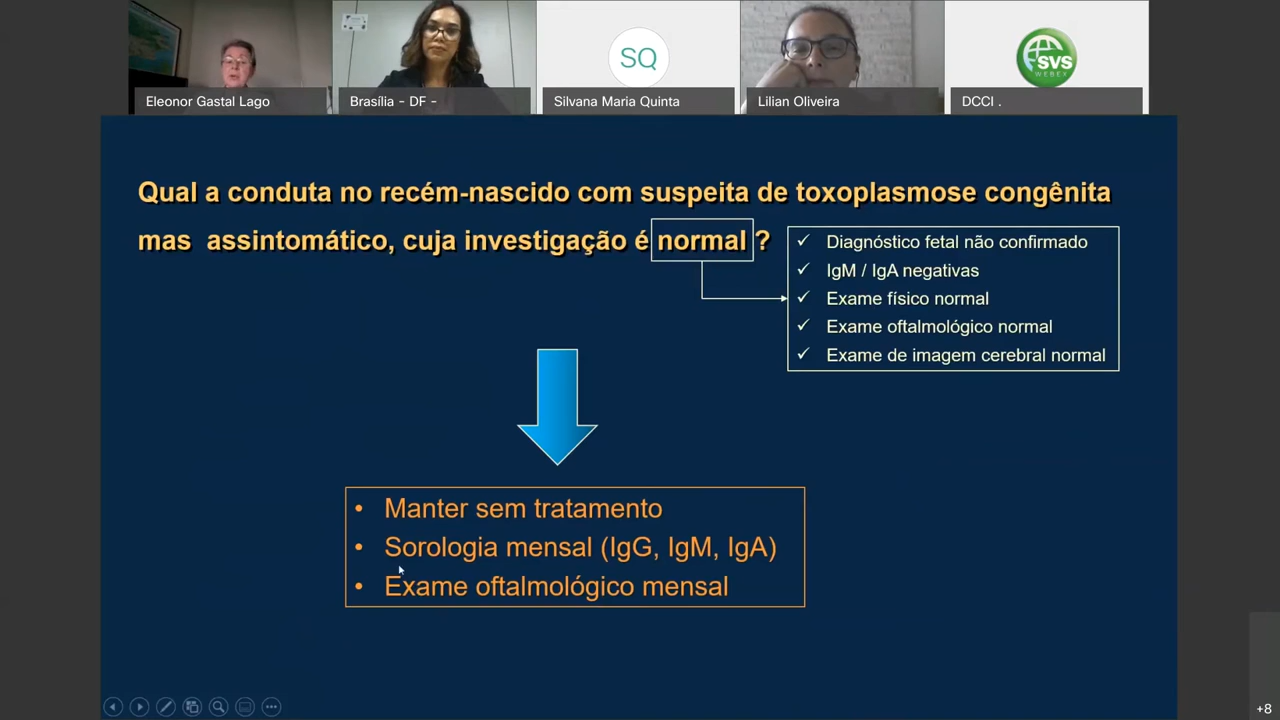 SQ
SVS
WEBEX
Eleonor Gastal Lago
Brasília - DF -
Silvana Maria Quinta
Lilian Oliveira
DCCI .
Qual a conduta no recém-nascido com suspeita de toxoplasmose congênita
mas assintomático, cuja investigação é normal ?
✓ Diagnóstico fetal não confirmado
✓ IgM / IgA negativas
✓ Exame físico normal
✓ Exame oftalmológico normal
✓ Exame de imagem cerebral normal
• Manter sem tratamento
• Sorologia mensal (IgG, IgM, IgA)
• Exame oftalmológico mensal
+8